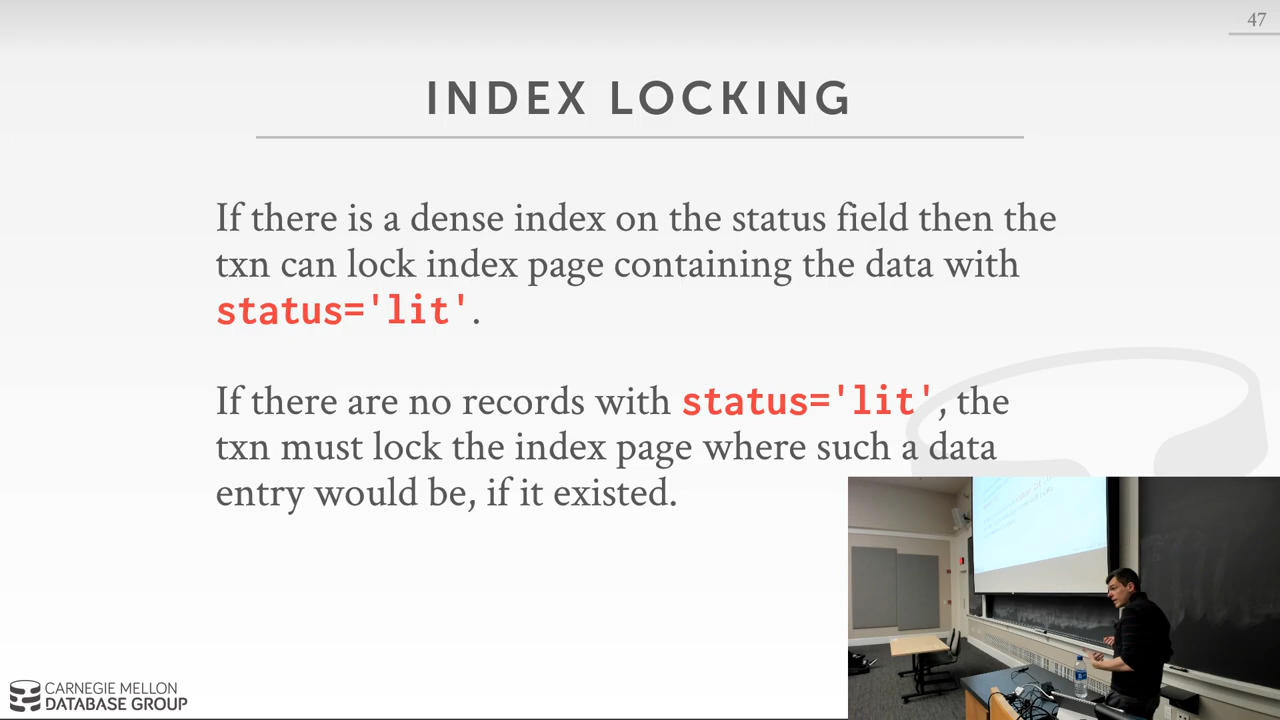 47
INDEX LOCKING
If there is a dense index on the status field then the
txn can lock index page containing the data with
status='lit'.
If there are no records with status='lit', the
txn must lock the index page where such a data
entry would be, if it existed.
CARNEGIE MELLON
DATABASE GROUP